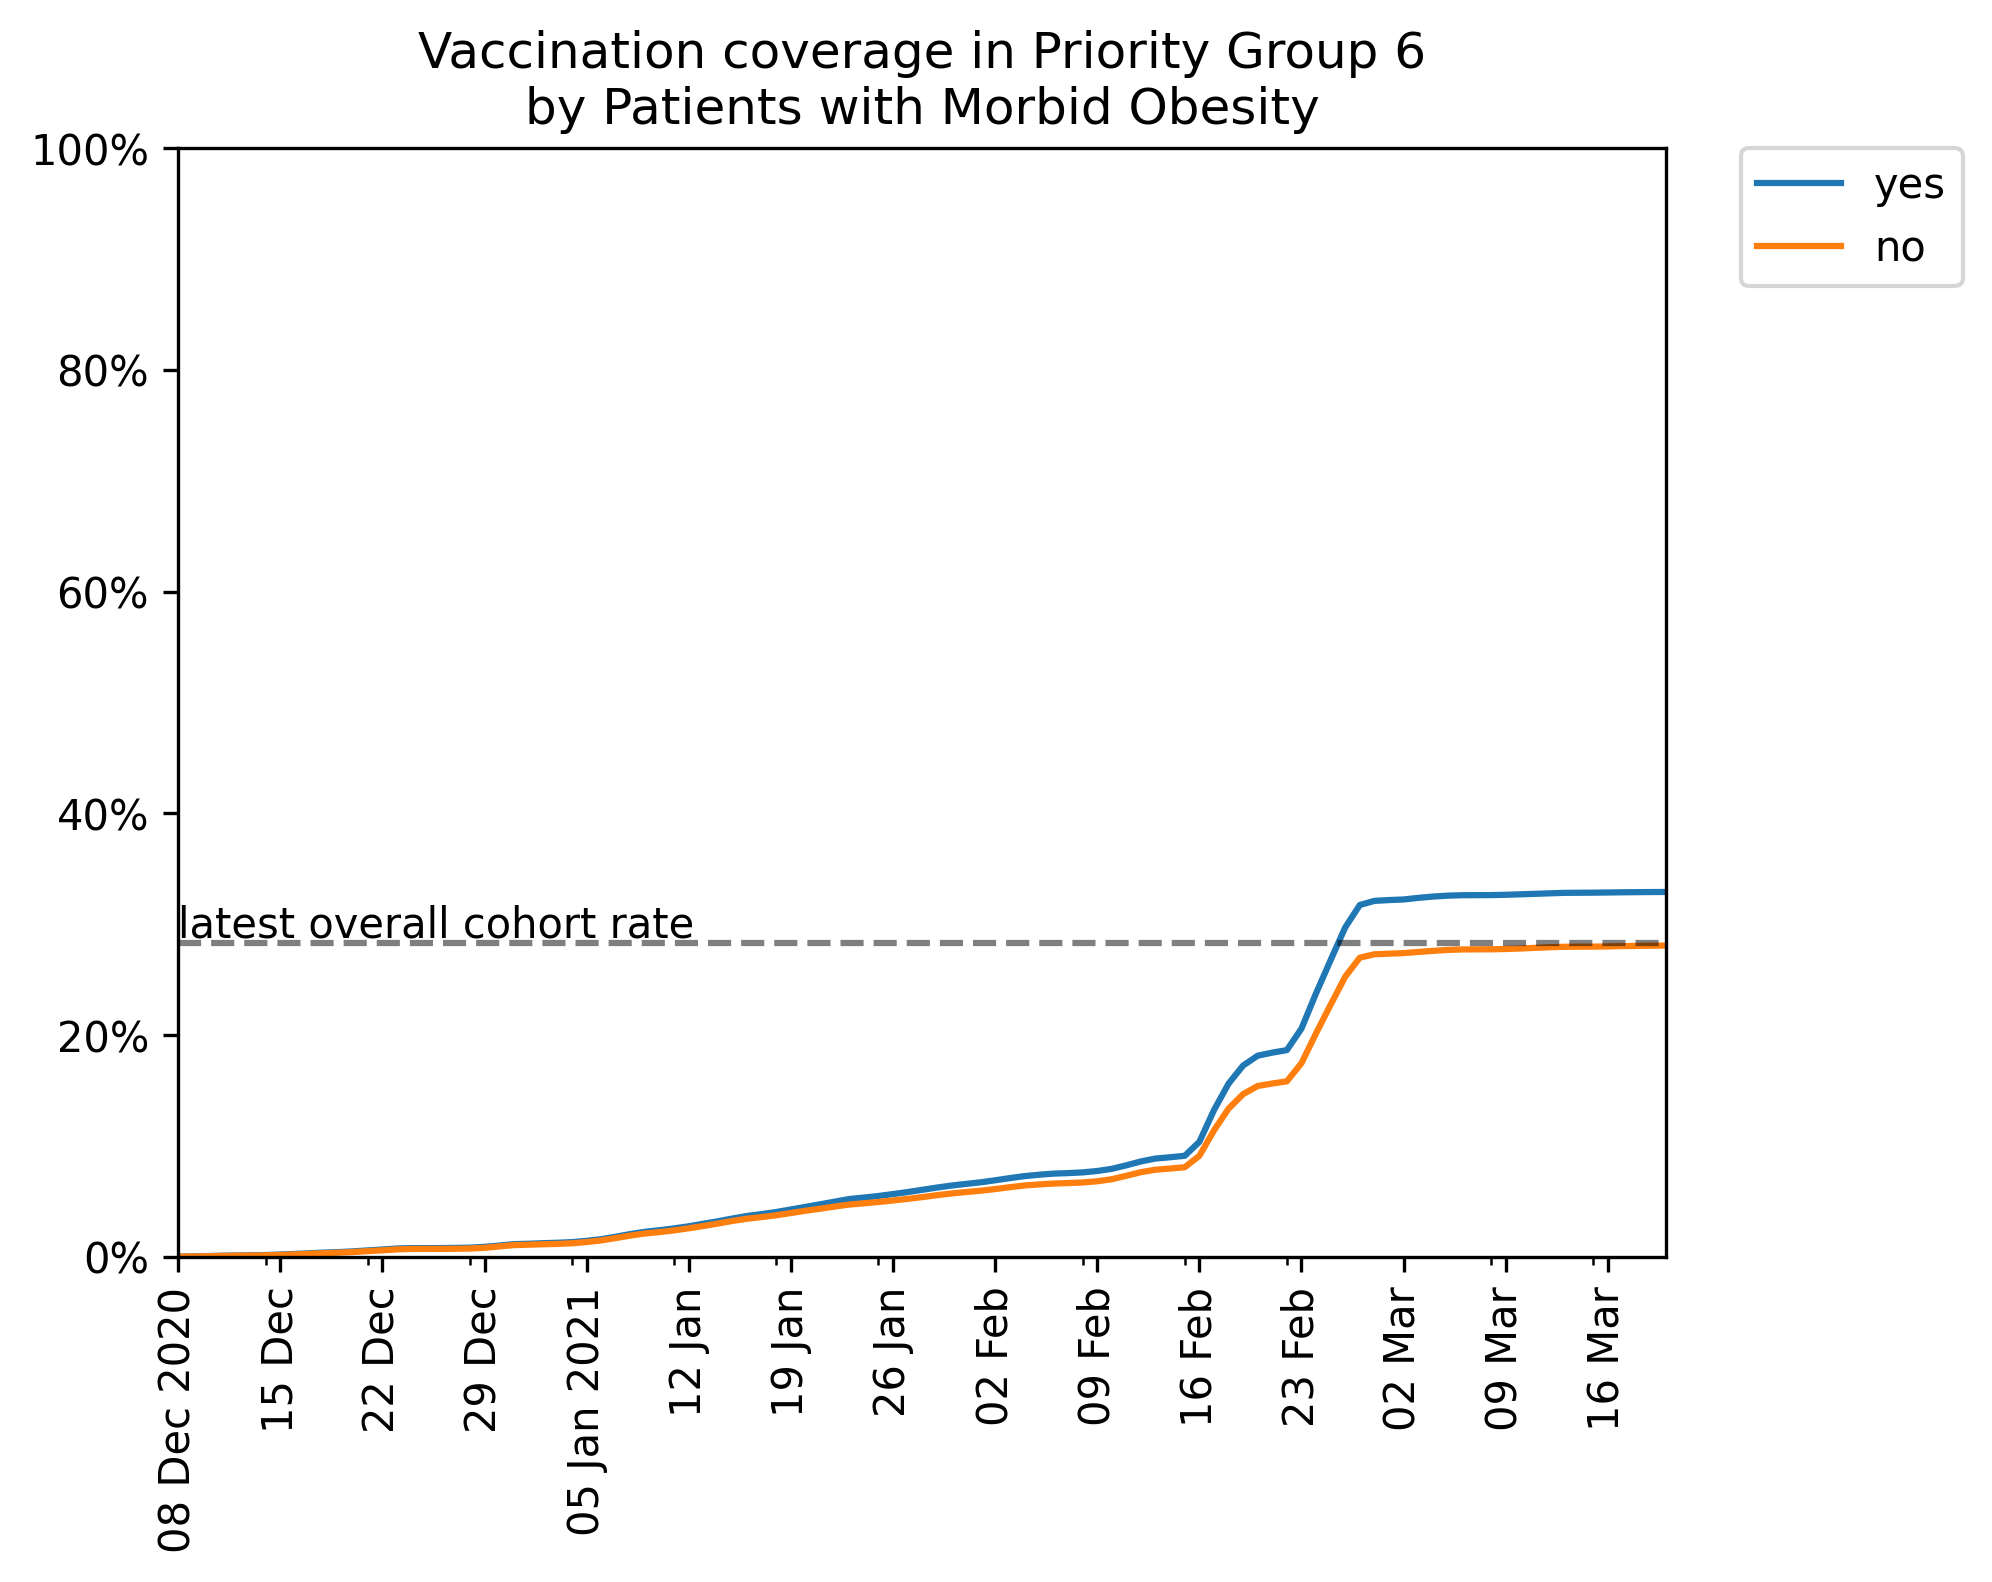 Vaccination coverage in Priority Group 6
by Patients with Morbid Obesity
100%
80%
60%
40%
20%
0%
latest overall cohort rate
yes
no
08 Dec 2020
15 Dec
22 Dec
29 Dec
05 Jan 2021
12 Jan
19 Jan
26 Jan
02 Feb
09 Feb
16 Feb
23 Feb
02 Mar
09 Mar
16 Mar